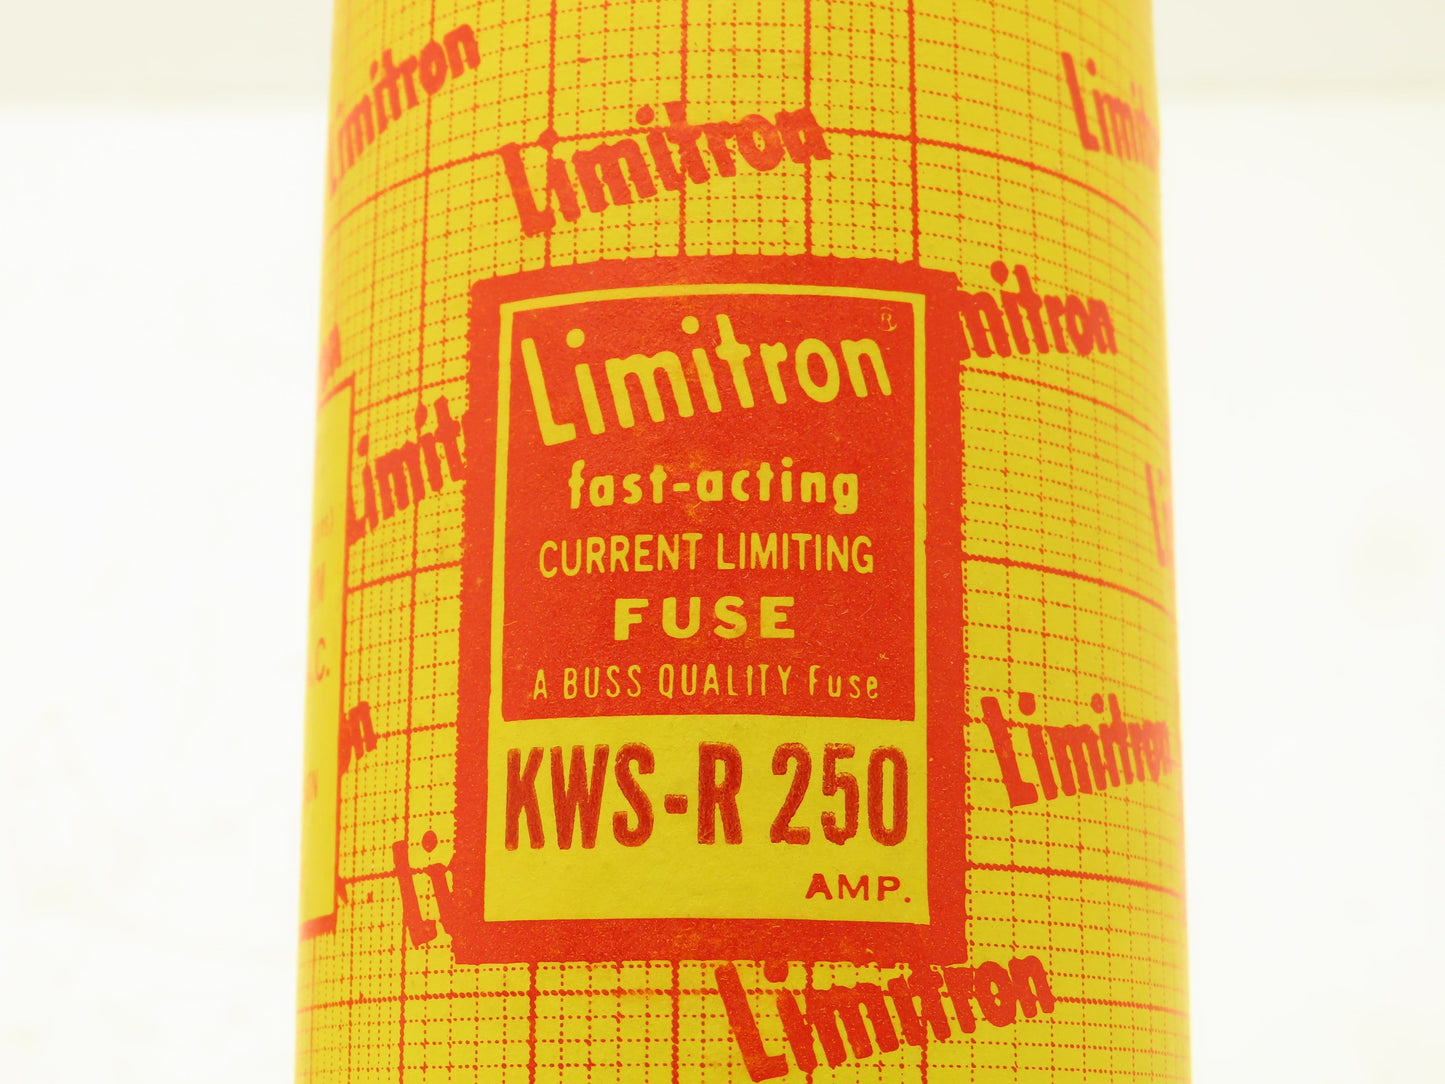 Limitron
Limitron
Limitron
Limitron®
fast-acting
CURRENT LIMITING
FUSE
A BUSS QUALITY Fuse
KWS-R 250
AMP.
Limitron
Limitron